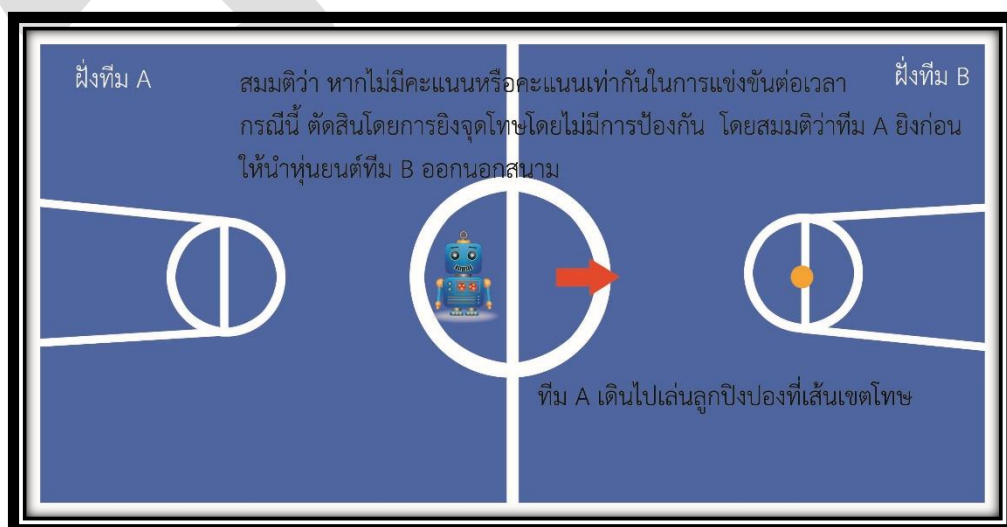 ฝั่งทีม A
ฝั่งทีม B
สมมติว่า หากไม่มีคะแนนหรือคะแนนเท่ากันในการแข่งขันต่อเวลา
กรณีนี้ ตัดสินโดยการยิงจุดโทษโดยไม่มีการป้องกัน โดยสมมติว่าทีม A ยิงก่อน
ให้นำหุ่นยนต์ทีม B ออกนอกสนาม
ทีม A เดินไปเล่นลูกปิงปองที่เส้นเขตโทษ